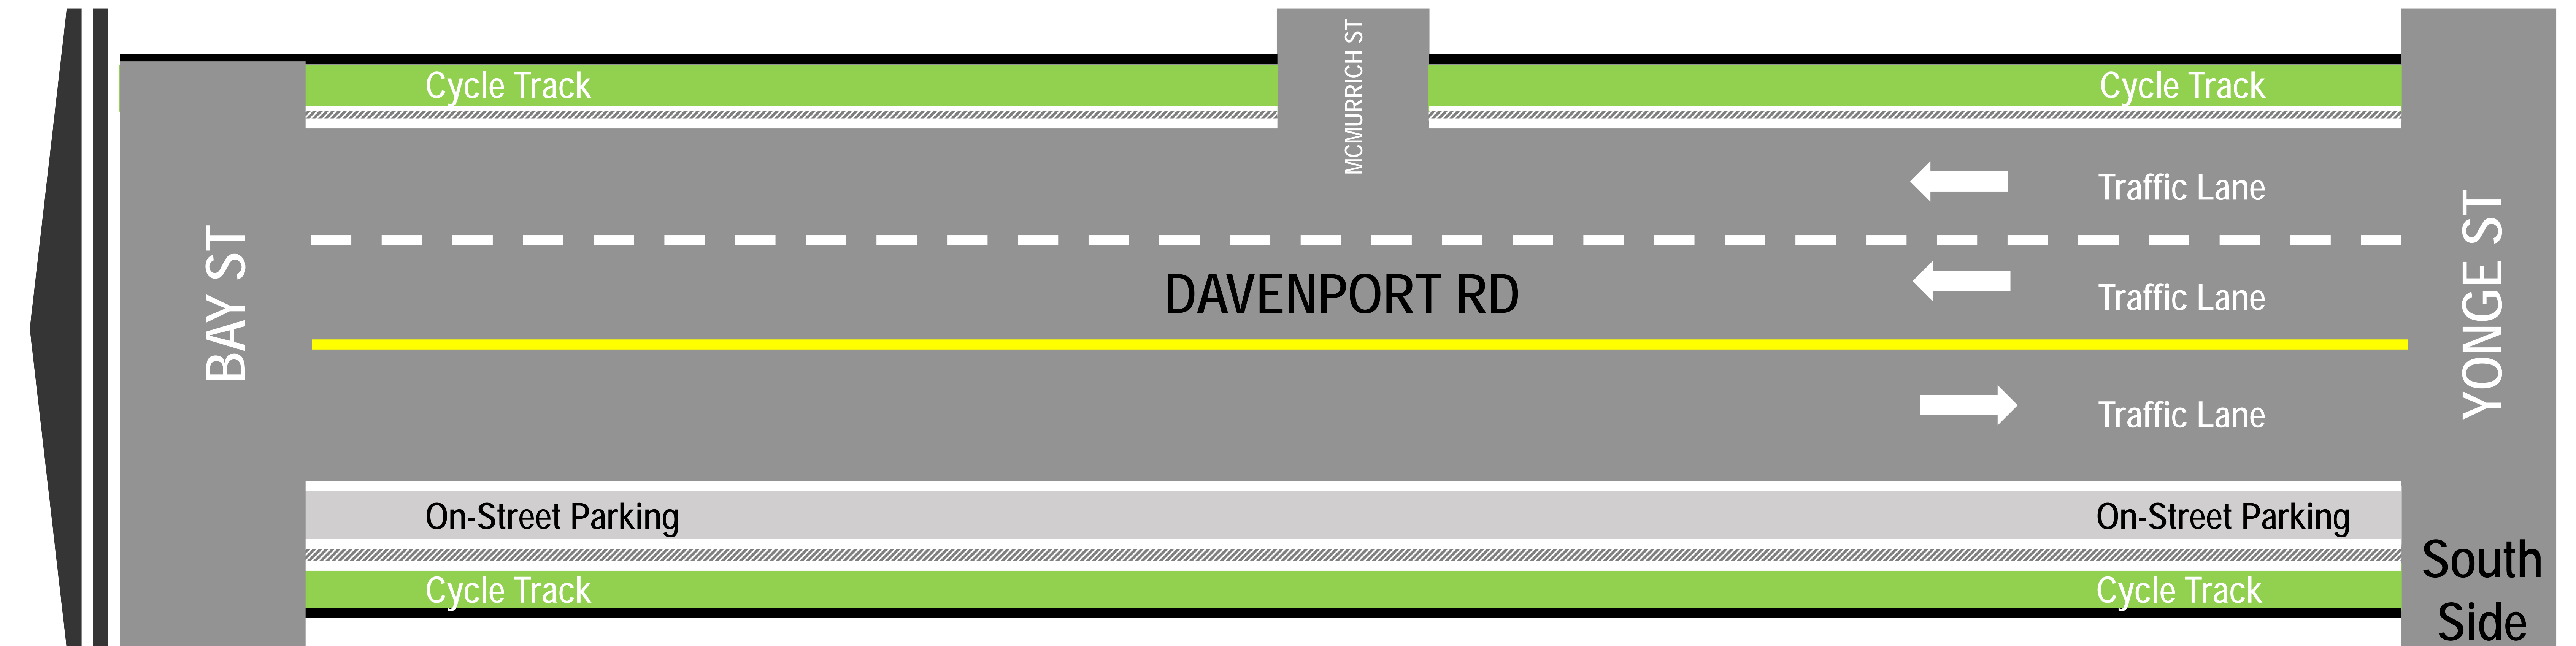 MCMURRICH ST
Cycle Track
Cycle Track
Traffic Lane
BAY ST
DAVENPORT RD
Traffic Lane
YONGE ST
Traffic Lane
On-Street Parking
On-Street Parking
Cycle Track
Cycle Track
South
Side